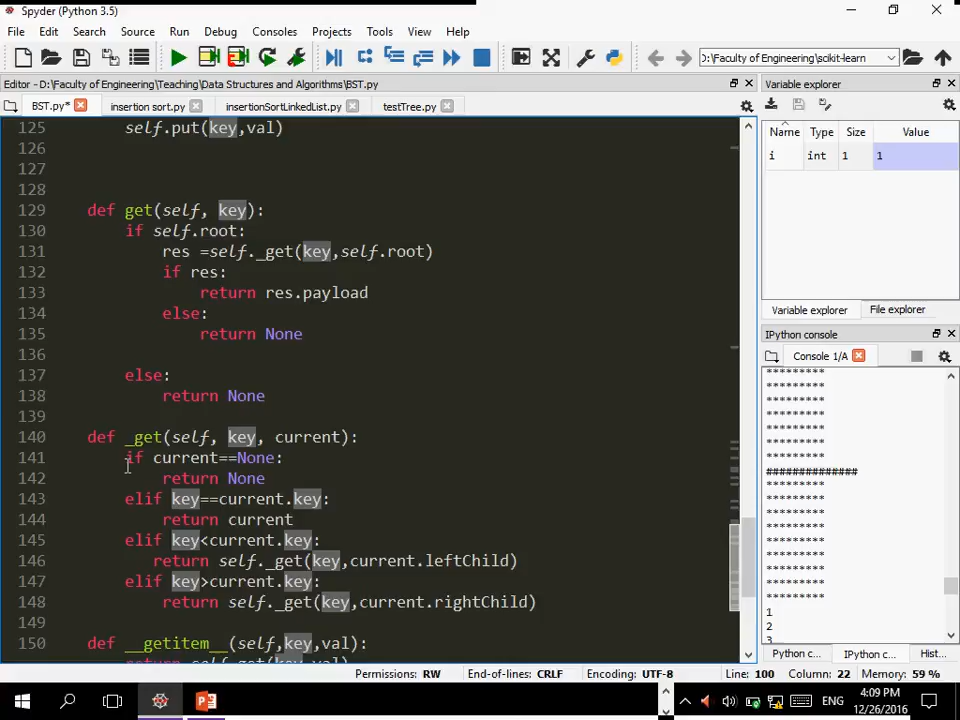 Spyder (Python 3.5)
File Edit Search Source Run Debug Consoles Projects Tools View Help
D:\Faculty of Engineering\Teaching\scikit-learn
Editor - D:\Faculty of Engineering\Teaching\Data Structures and Algorithms\BST.py
BST.py* insertion sort.py insertionSortLinkedList.py testTree.py
125 self.put(key,val)
126
127
128
129 def get(self, key):
130 if self.root:
131 res =self._get(key,self.root)
132 if res:
133 return res.payload
134 else:
135 return None
136
137 else:
138 return None
139
140 def _get(self, key, current):
141 if current==None:
142 return None
143 elif key==current.key:
144 return current
145 elif key<current.key:
146 return self._get(key,current.leftChild)
147 elif key>current.key:
148 return self._get(key,current.rightChild)
149
150 def __getitem__(self,key,val):
return self.get(key,val)
Variable explorer
Name Type Size Value
i int 1 1
Variable explorer File explorer
IPython console
Console 1/A
*********
*********
*********
*********
*********
*********
*********
##############
*********
*********
*********
*********
*********
*********
*********
*********
*********
1
2
3
Python c... IPython c... Hist...
Permissions: RW End-of-lines: CRLF Encoding: UTF-8 Line: 100 Column: 22 Memory: 59 %
ENG
4:09 PM
12/26/2016